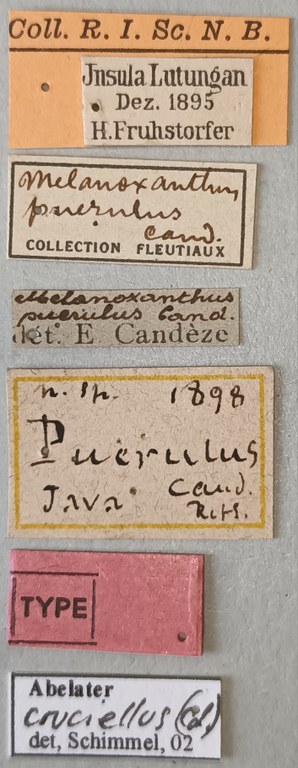 Coll. R. I. Sc. N. B.
Jnsula Lutungan
Dez. 1895
H. Fruhstorfer
Melanoxanthus
puerulus
Cand.
COLLECTION FLEUTIAUX
Melanoxanthus
puerulus Cand.
det. E. Candèze
n. sp. 1898
Puerulus
Java Cand.
TYPE
Abelater
cruciellus (Cd.)
det, Schimmel, 02